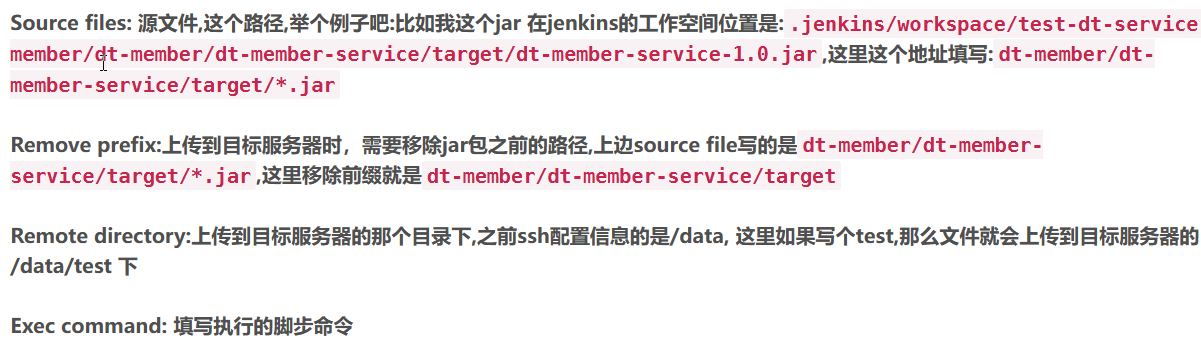 Source files: 源文件,这个路径,举个例子吧:比如我这个jar 在jenkins的工作空间位置是: .jenkins/workspace/test-dt-service
member/dt-member/dt-member-service/target/dt-member-service-1.0.jar ,这里这个地址填写: dt-member/dt-
member-service/target/*.jar
Remove prefix:上传到目标服务器时，需要移除jar包之前的路径,上边source file写的是 dt-member/dt-member-
service/target/*.jar ,这里移除前缀就是 dt-member/dt-member-service/target
Remote directory:上传到目标服务器的那个目录下,之前ssh配置信息的是/data, 这里如果写个test,那么文件就会上传到目标服务器的
/data/test 下
Exec command: 填写执行的脚步命令